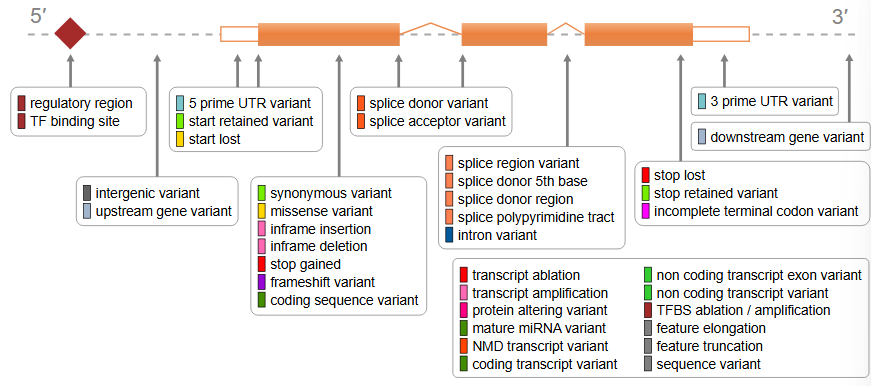 5′
3′
regulatory region
TF binding site
5 prime UTR variant
start retained variant
start lost
splice donor variant
splice acceptor variant
3 prime UTR variant
downstream gene variant
intergenic variant
upstream gene variant
synonymous variant
missense variant
inframe insertion
inframe deletion
stop gained
frameshift variant
coding sequence variant
splice region variant
splice donor 5th base
splice donor region
splice polypyrimidine tract
intron variant
stop lost
stop retained variant
incomplete terminal codon variant
transcript ablation
transcript amplification
protein altering variant
mature miRNA variant
NMD transcript variant
coding transcript variant
non coding transcript exon variant
non coding transcript variant
TFBS ablation / amplification
feature elongation
feature truncation
sequence variant